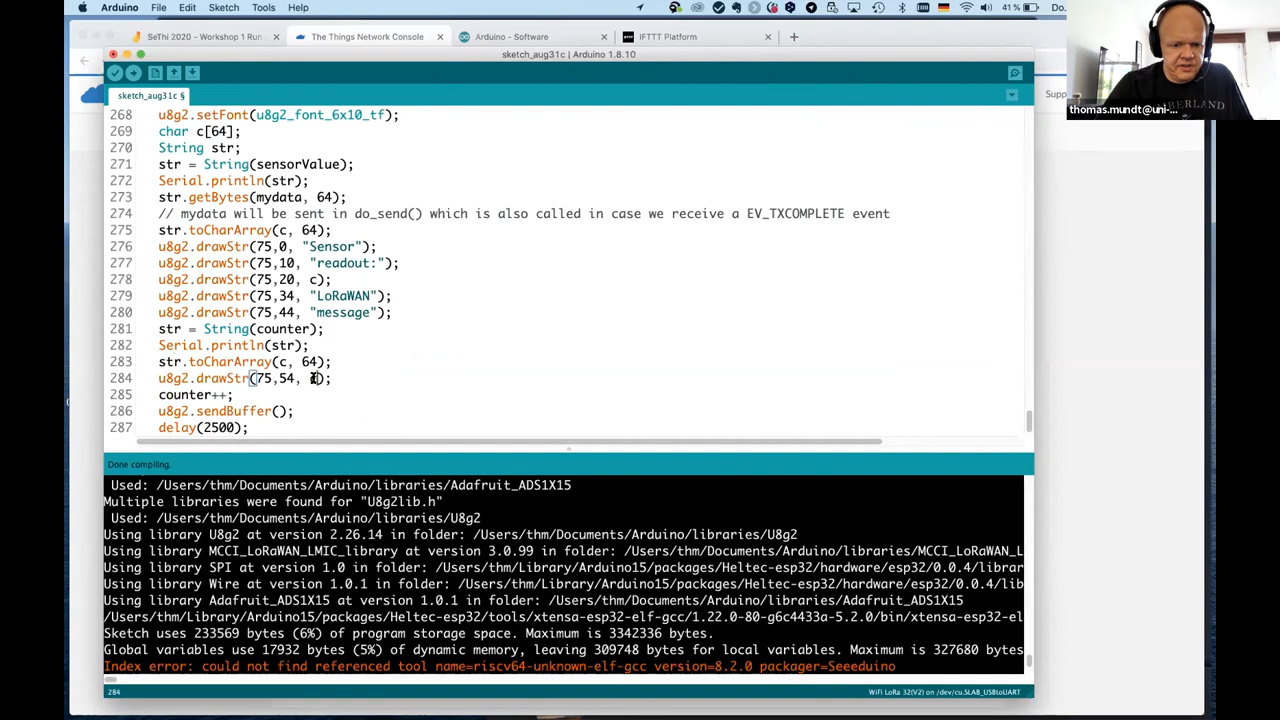 Arduino File Edit Sketch Tools Help
41 % Do.
SeThi 2020 - Workshop 1 Run
The Things Network Console
Arduino - Software
IFTTT Platform
sketch_aug31c | Arduino 1.8.10
Supp
thomas.mundt@uni-...
sketch_aug31c §
268 u8g2.setFont(u8g2_font_6x10_tf);
269 char c[64];
270 String str;
271 str = String(sensorValue);
272 Serial.println(str);
273 str.getBytes(mydata, 64);
274 // mydata will be sent in do_send() which is also called in case we receive a EV_TXCOMPLETE event
275 str.toCharArray(c, 64);
276 u8g2.drawStr(75,0, "Sensor");
277 u8g2.drawStr(75,10, "readout:");
278 u8g2.drawStr(75,20, c);
279 u8g2.drawStr(75,34, "LoRaWAN");
280 u8g2.drawStr(75,44, "message");
281 str = String(counter);
282 Serial.println(str);
283 str.toCharArray(c, 64);
284 u8g2.drawStr(75,54, );
285 counter++;
286 u8g2.sendBuffer();
287 delay(2500);
Done compiling.
Used: /Users/thm/Documents/Arduino/libraries/Adafruit_ADS1X15
Multiple libraries were found for "U8g2lib.h"
Used: /Users/thm/Documents/Arduino/libraries/U8g2
Using library U8g2 at version 2.26.14 in folder: /Users/thm/Documents/Arduino/libraries/U8g2
Using library MCCI_LoRaWAN_LMIC_library at version 3.0.99 in folder: /Users/thm/Documents/Arduino/libraries/MCCI_LoRaWAN_L
Using library SPI at version 1.0 in folder: /Users/thm/Library/Arduino15/packages/Heltec-esp32/hardware/esp32/0.0.4/librar
Using library Wire at version 1.0.1 in folder: /Users/thm/Library/Arduino15/packages/Heltec-esp32/hardware/esp32/0.0.4/lib
Using library Adafruit_ADS1X15 at version 1.0.1 in folder: /Users/thm/Documents/Arduino/libraries/Adafruit_ADS1X15
/Users/thm/Library/Arduino15/packages/Heltec-esp32/tools/xtensa-esp32-elf-gcc/1.22.0-80-g6c4433a-5.2.0/bin/xtensa-esp32-el
Sketch uses 233569 bytes (6%) of program storage space. Maximum is 3342336 bytes.
Global variables use 17932 bytes (5%) of dynamic memory, leaving 309748 bytes for local variables. Maximum is 327680 bytes
Index error: could not find referenced tool name=riscv64-unknown-elf-gcc version=8.2.0 packager=Seeeduino
284
WiFi LoRa 32(V2) on /dev/cu.SLAB_USBtoUART